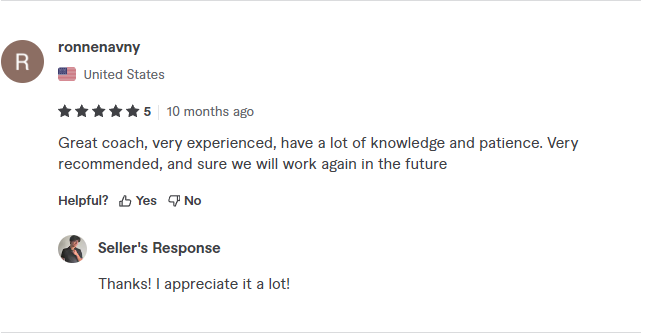 R
ronnenavny
United States
5 10 months ago
Great coach, very experienced, have a lot of knowledge and patience. Very
recommended, and sure we will work again in the future
Helpful? Yes No
Seller's Response
Thanks! I appreciate it a lot!